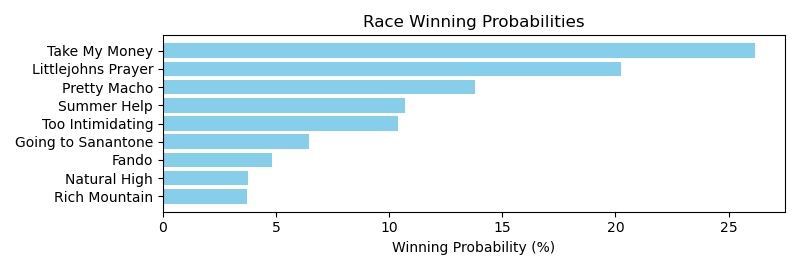 Race Winning Probabilities
Take My Money
Littlejohns Prayer
Pretty Macho
Summer Help
Too Intimidating
Going to Sanantone
Fando
Natural High
Rich Mountain
0 5 10 15 20 25
Winning Probability (%)